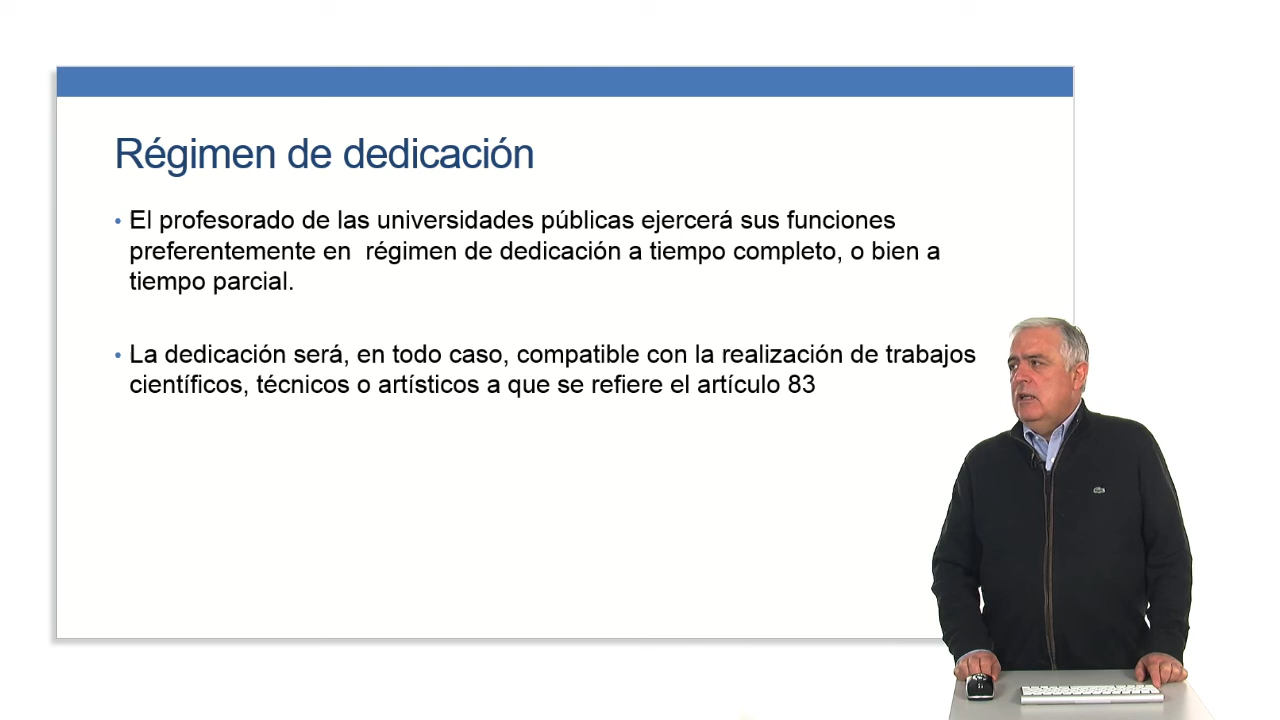 Régimen de dedicación
• El profesorado de las universidades públicas ejercerá sus funciones
preferentemente en  régimen de dedicación a tiempo completo, o bien a
tiempo parcial.
• La dedicación será, en todo caso, compatible con la realización de trabajos
científicos, técnicos o artísticos a que se refiere el artículo 83